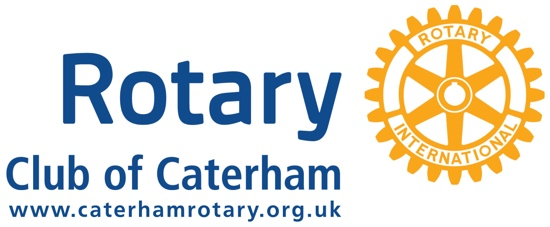 Rotary
Club of Caterham
www.caterhamrotary.org.uk
ROTARY
INTERNATIONAL